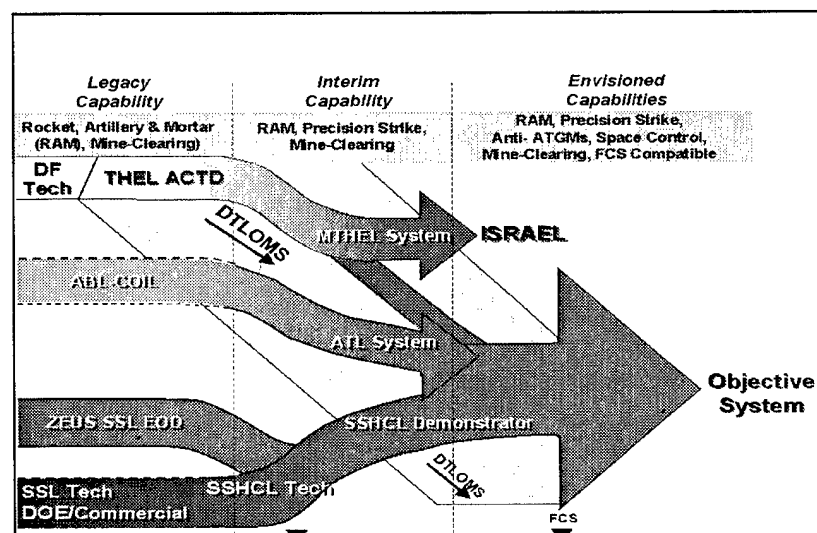 Legacy
Capability
Interim
Capability
Envisioned
Capabilities
Rocket, Artillery & Mortar
(RAM), Mine-Clearing)
RAM, Precision Strike,
Mine-Clearing
RAM, Precision Strike,
Anti- ATGMs, Space Control,
Mine-Clearing, FCS Compatible
DF
Tech
THEL ACTD
DTLOMS
MTHEL System
ISRAEL
ABL-COIL
ATL System
Objective
System
ZEUS SSL EOD
SSHCL Demonstrator
SSHCL Tech
DTLOMS
SSL Tech
DOE/Commercial
FCS